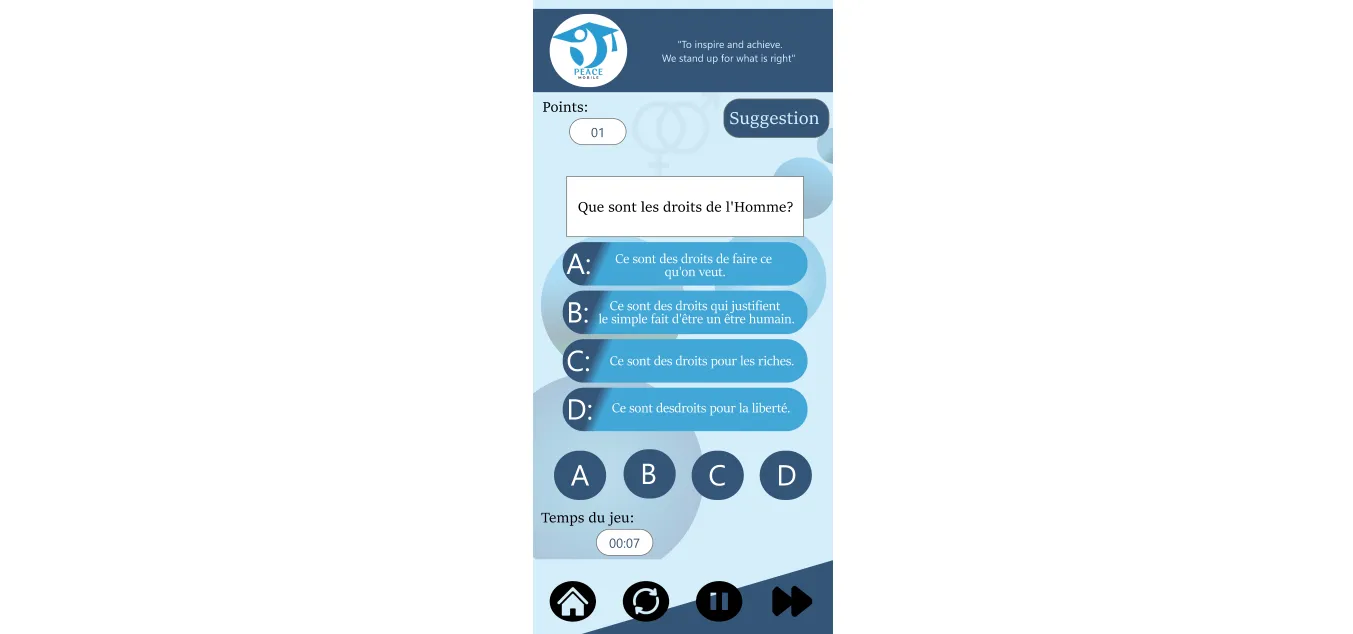 "To inspire and achieve.
We stand up for what is right"
PEACE
MOBILE
Points:
01
Suggestion
Que sont les droits de l'Homme?
A:
Ce sont des droits de faire ce
qu'on veut.
B:
Ce sont des droits qui justifient
le simple fait d'être un être humain.
C:
Ce sont des droits pour les riches.
D:
Ce sont desdroits pour la liberté.
A
B
C
D
Temps du jeu:
00:07